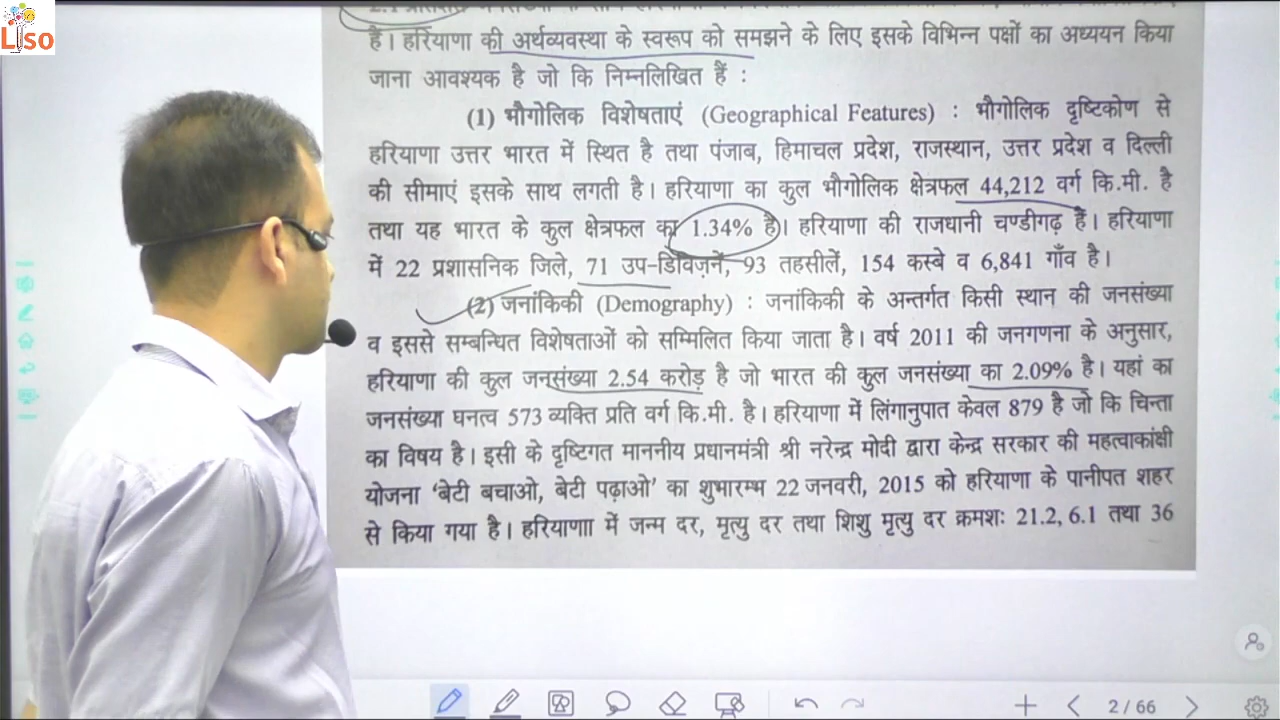 Liso
है। हरियाणा की अर्थव्यवस्था के स्वरूप को समझने के लिए इसके विभिन्न पक्षों का अध्ययन किया
जाना आवश्यक है जो कि निम्नलिखित हैं :
(1) भौगोलिक विशेषताएं (Geographical Features) : भौगोलिक दृष्टिकोण से
हरियाणा उत्तर भारत में स्थित है तथा पंजाब, हिमाचल प्रदेश, राजस्थान, उत्तर प्रदेश व दिल्ली
की सीमाएं इसके साथ लगती है। हरियाणा का कुल भौगोलिक क्षेत्रफल 44,212 वर्ग कि.मी. है
तथा यह भारत के कुल क्षेत्रफल का 1.34% है। हरियाणा की राजधानी चण्डीगढ़ है। हरियाणा
में 22 प्रशासनिक जिले, 71 उप-डिविज़नें, 93 तहसीलें, 154 कस्बे व 6,841 गाँव है।
(2) जनांकिकी (Demography) : जनांकिकी के अन्तर्गत किसी स्थान की जनसंख्या
व इससे सम्बन्धित विशेषताओं को सम्मिलित किया जाता है। वर्ष 2011 की जनगणना के अनुसार,
हरियाणा की कुल जनसंख्या 2.54 करोड़ है जो भारत की कुल जनसंख्या का 2.09% है। यहां का
जनसंख्या घनत्व 573 व्यक्ति प्रति वर्ग कि.मी. है। हरियाणा में लिंगानुपात केवल 879 है जो कि चिन्ता
का विषय है। इसी के दृष्टिगत माननीय प्रधानमंत्री श्री नरेन्द्र मोदी द्वारा केन्द्र सरकार की महत्वाकांक्षी
योजना ‘बेटी बचाओ, बेटी पढ़ाओ’ का शुभारम्भ 22 जनवरी, 2015 को हरियाणा के पानीपत शहर
से किया गया है। हरियाणाा में जन्म दर, मृत्यु दर तथा शिशु मृत्यु दर क्रमशः 21.2, 6.1 तथा 36
2 / 66